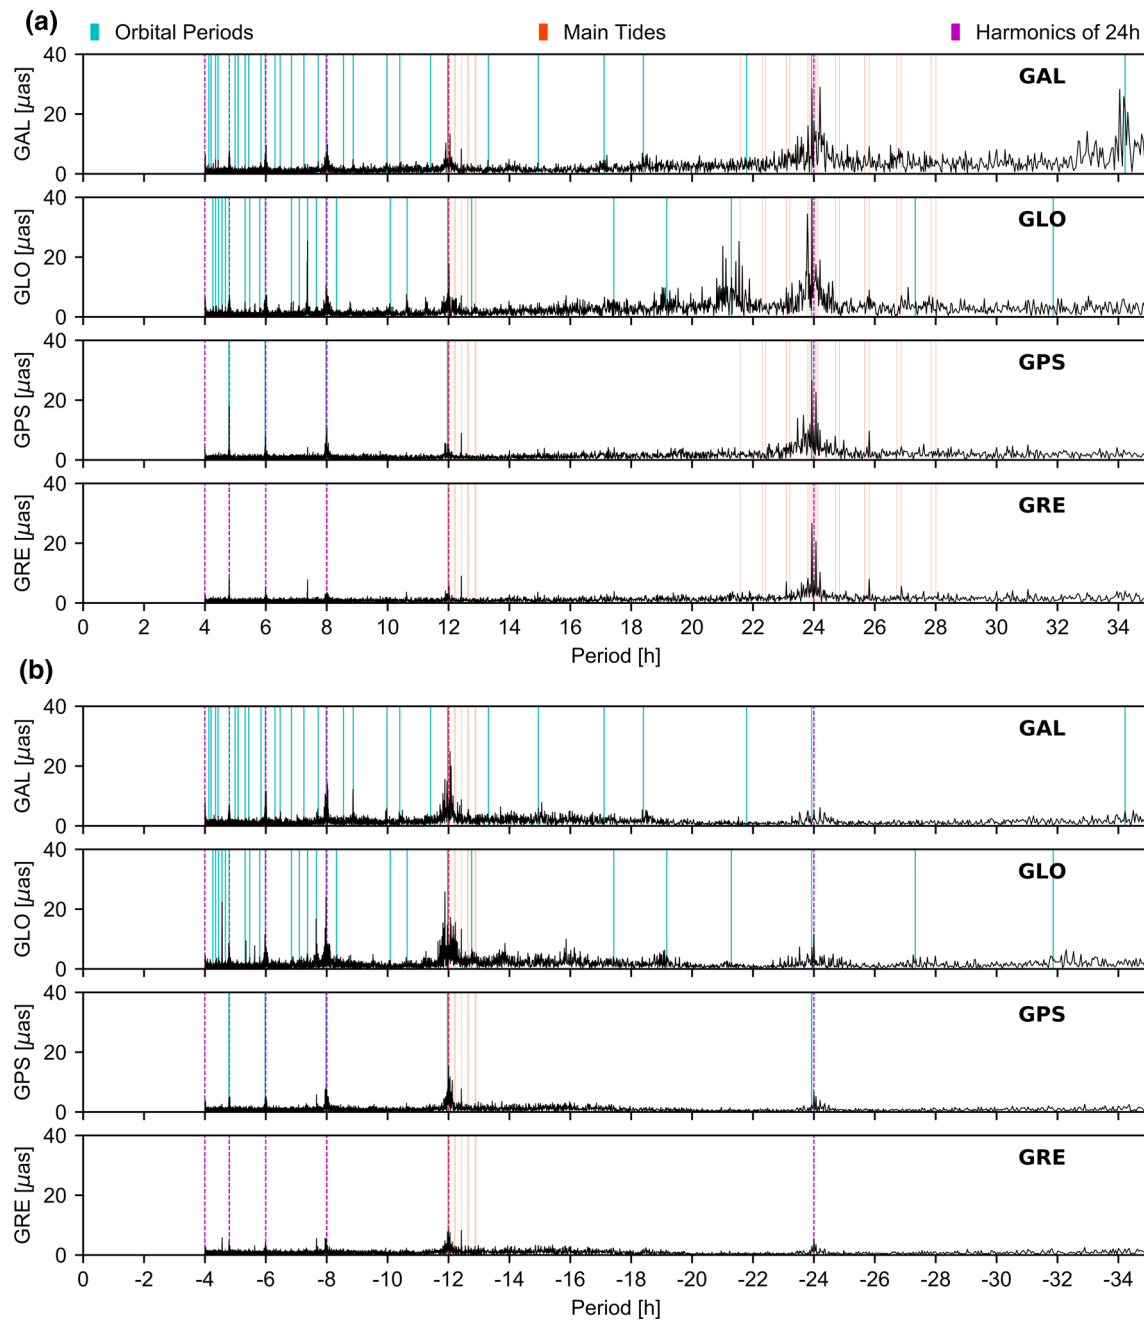 (a)
Orbital Periods Main Tides Harmonics of 24h
40
20
0
GAL [μas]
GAL
40
20
0
GLO [μas]
GLO
40
20
0
GPS [μas]
GPS
40
20
0
GRE [μas]
GRE
0 2 4 6 8 10 12 14 16 18 20 22 24 26 28 30 32 34
Period [h]
(b)
40
20
0
GAL [μas]
GAL
40
20
0
GLO [μas]
GLO
40
20
0
GPS [μas]
GPS
40
20
0
GRE [μas]
GRE
0 -2 -4 -6 -8 -10 -12 -14 -16 -18 -20 -22 -24 -26 -28 -30 -32 -34
Period [h]